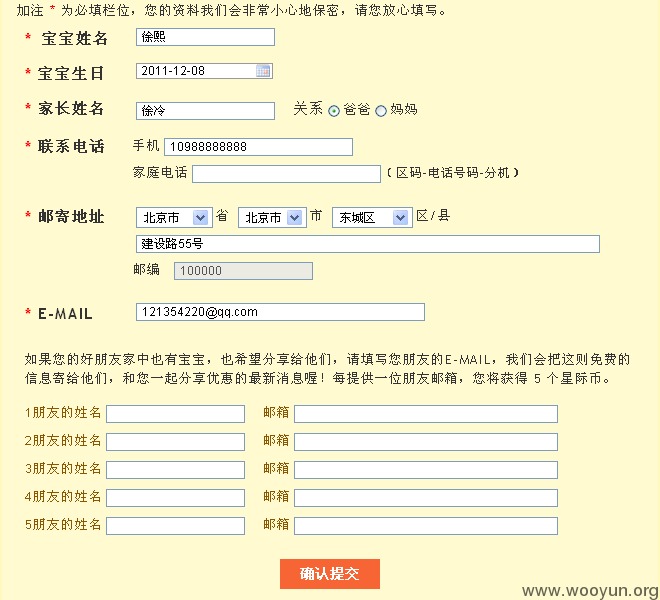 加注 * 为必填栏位，您的资料我们会非常小心地保密，请您放心填写。
* 宝宝姓名 徐熙
* 宝宝生日 2011-12-08
* 家长姓名 徐冷 关系 爸爸 妈妈
* 联系电话 手机 10988888888
家庭电话 （区码-电话号码-分机）
* 邮寄地址 北京市 省 北京市 市 东城区 区/县
建设路55号
邮编 100000
* E-MAIL 121354220@qq.com
如果您的好朋友家中也有宝宝，也希望分享给他们，请填写您朋友的E-MAIL，我们会把这则免费的
信息寄给他们，和您一起分享优惠的最新消息喔！每提供一位朋友邮箱，您将获得 5 个星际币。
1朋友的姓名 邮箱
2朋友的姓名 邮箱
3朋友的姓名 邮箱
4朋友的姓名 邮箱
5朋友的姓名 邮箱
确认提交
www.wooyun.org